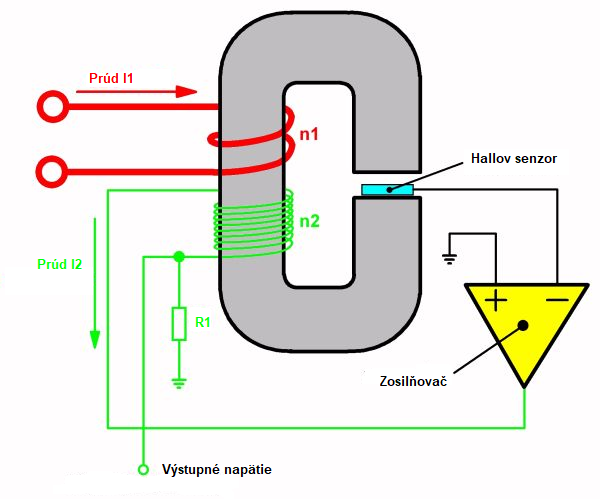 Prúd I1
n1
Hallov senzor
n2
Prúd I2
R1
+
−
Zosilňovač
Výstupné napätie